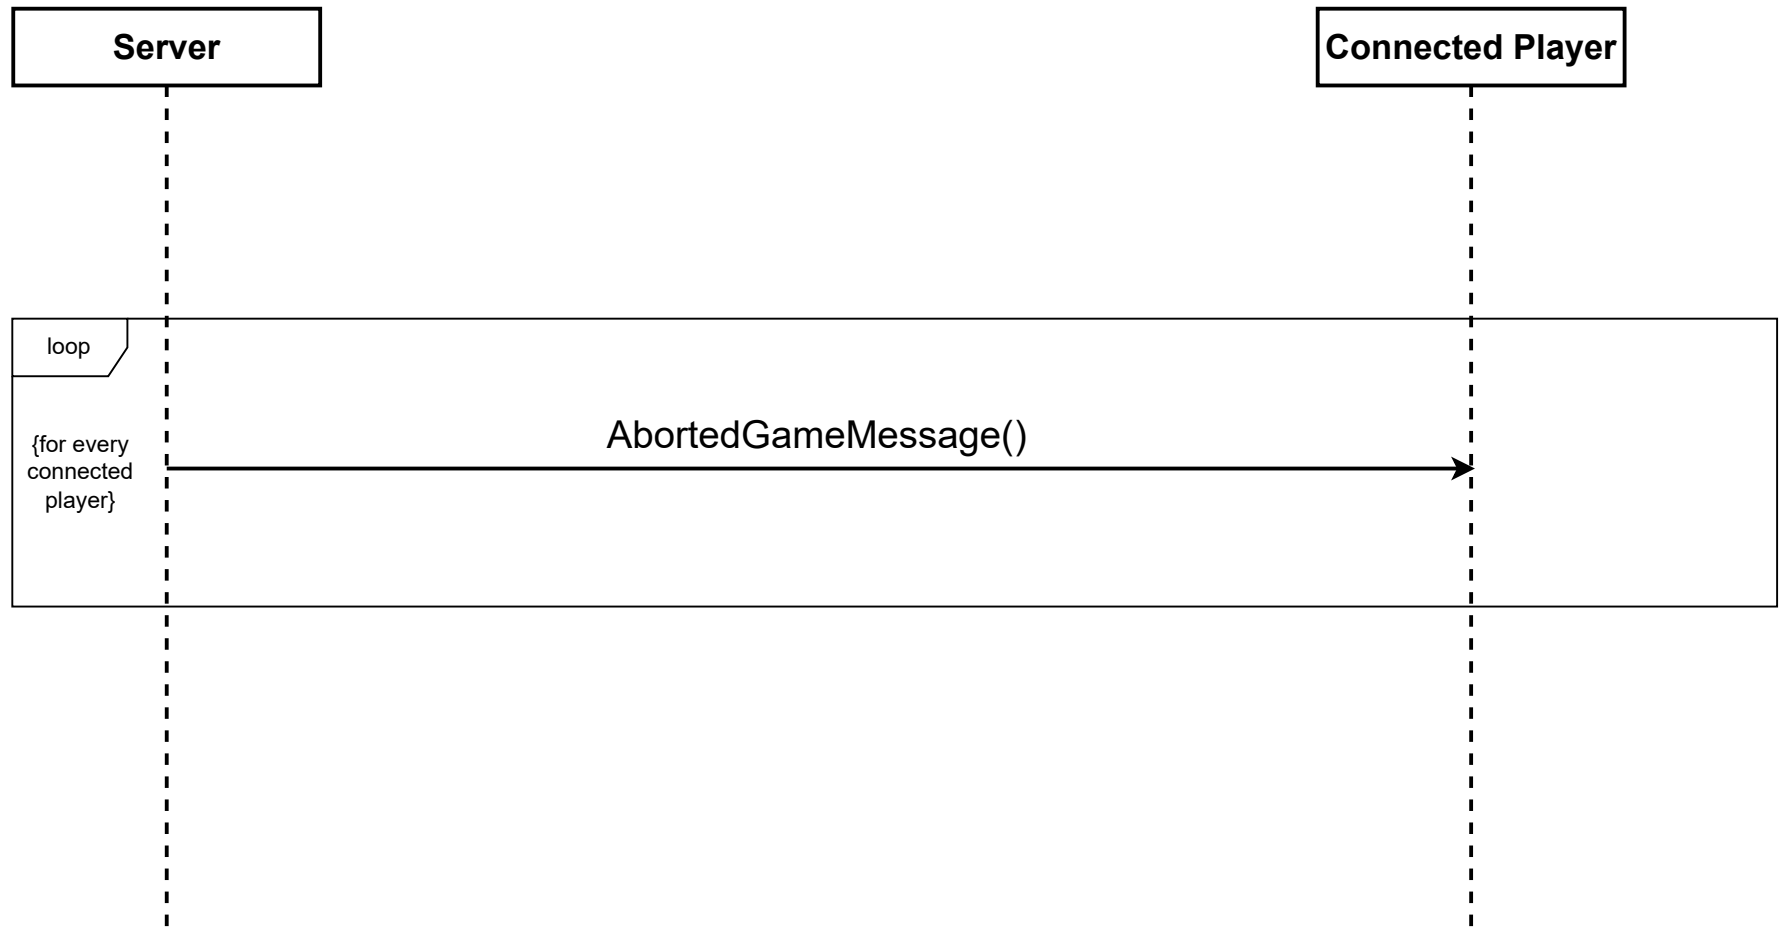 Server
Connected Player
loop
AbortedGameMessage()
{for every
connected
player}